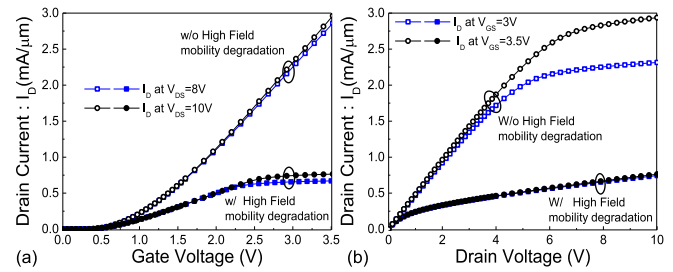 Drain Current : I_D(mA/μm)
3.0
2.5
2.0
1.5
1.0
0.5
0.0
w/o High Field
mobility degradation
I_D at V_DS=8V
I_D at V_DS=10V
w/ High Field
mobility degradation
0.0 0.5 1.0 1.5 2.0 2.5 3.0 3.5
(a) Gate Voltage (V)
Drain Current : I_D(mA/μm)
3.0
2.5
2.0
1.5
1.0
0.5
0.0
I_D at V_GS=3V
I_D at V_GS=3.5V
W/o High Field
mobility degradation
W/ High Field
mobility degradation
0 2 4 6 8 10
(b) Drain Voltage (V)